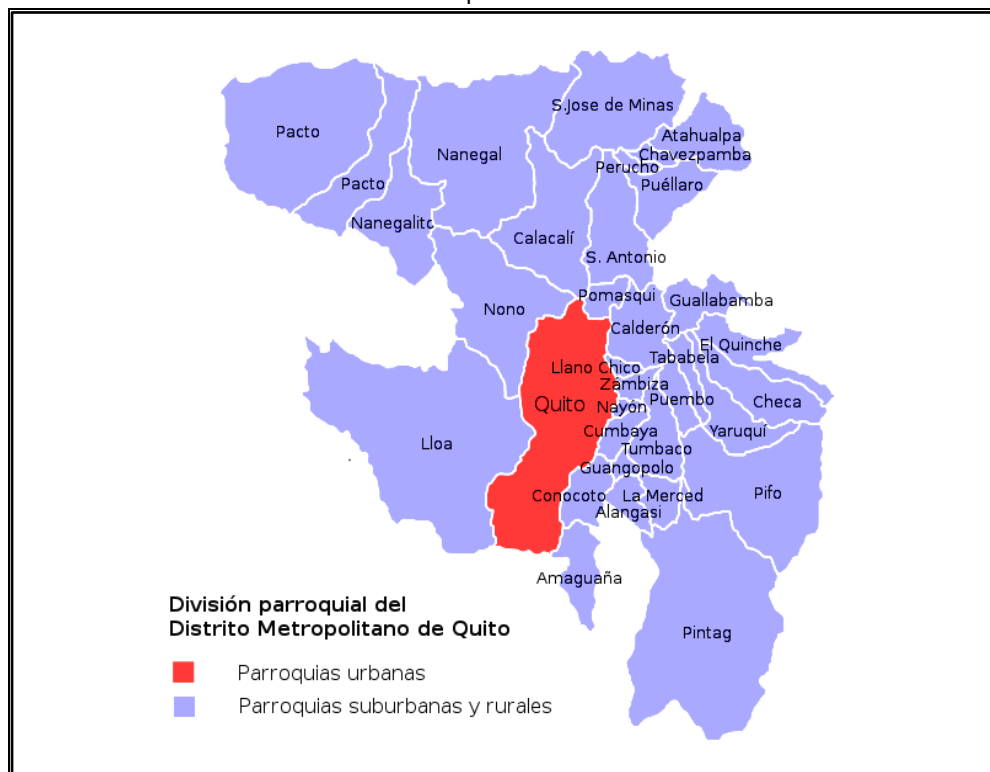 S.Jose de Minas
Pacto
Atahualpa
Nanegal
Chavezpamba
Perucho
Pacto
Puéllaro
Nanegalito
Calacalí
S. Antonio
Pomasqui
Guallabamba
Nono
Calderón
El Quinche
Tababela
Llano Chico
Zambiza
Puembo
Checa
Quito
Nayón
Cumbaya
Yaruquí
Lloa
Tumbaco
Guangopolo
Pifo
Conocoto
La Merced
Alangasi
Amaguaña
Pintag
División parroquial del
Distrito Metropolitano de Quito
Parroquias urbanas
Parroquias suburbanas y rurales